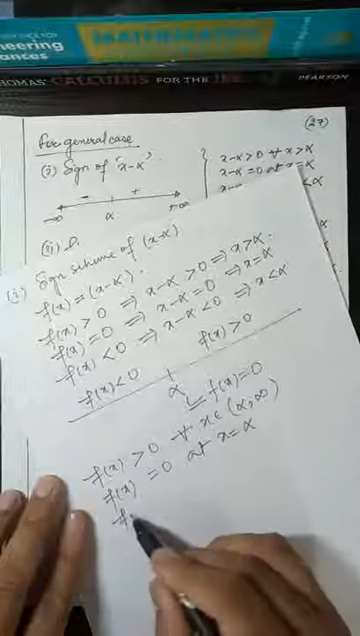 MATHEMATICS
THOMAS' CALCULUS FOR THE JEE PEARSON
(27)
for general case
(i) Sign of 'x-α'.
- +
-∞ α +∞
x-α > 0 ∀ x > α
x-α = 0 at x = α
(ii)
(i) Sign scheme of (x-α)
f(x) = (x-α).
f(x) > 0 ⇒ x-α > 0 ⇒ x > α.
f(x) = 0 ⇒ x-α = 0 ⇒ x = α
f(x) < 0 ⇒ x-α < 0 ⇒ x < α
f(x) < 0 f(x) > 0
α
f(x) = 0
f(x) > 0 ∀ x ∈ (α, ∞)
f(x) = 0 at x = α
f